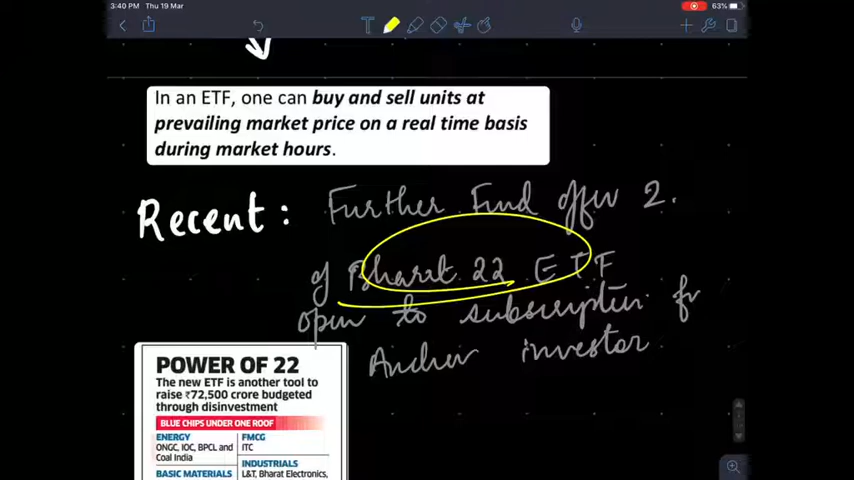 3:40 PM Thu 19 Mar
63%
In an ETF, one can buy and sell units at
prevailing market price on a real time basis
during market hours.
Recent: Further Fund offer 2.
of Bharat 22 ETF
open to subscription for
Anchor investor
POWER OF 22
The new ETF is another tool to
raise ₹72,500 crore budgeted
through disinvestment
BLUE CHIPS UNDER ONE ROOF
ENERGY
ONGC, IOC, BPCL and
Coal India
BASIC MATERIALS
FMCG
ITC
INDUSTRIALS
L&T, Bharat Electronics,